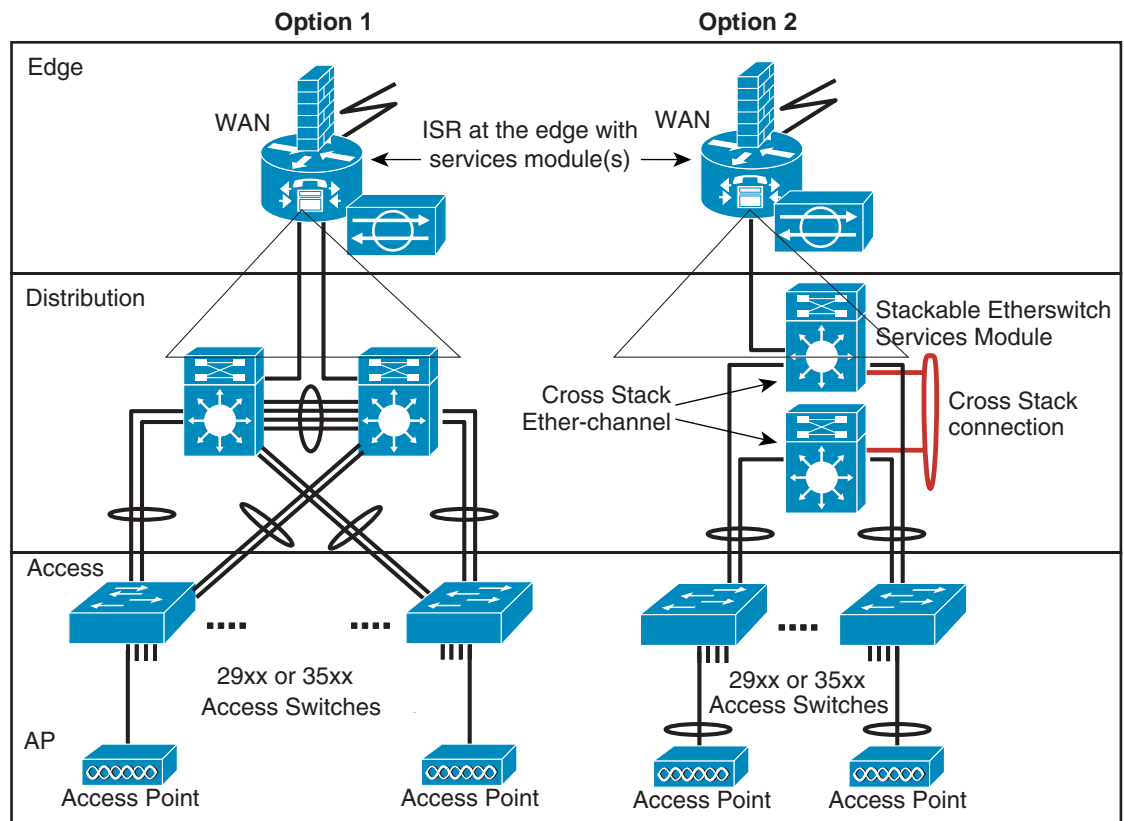 Option 1
Option 2
Edge
WAN
ISR at the edge with
services module(s)
WAN
Distribution
Stackable Etherswitch
Services Module
Cross Stack
Ether-channel
Cross Stack
connection
Access
29xx or 35xx
Access Switches
29xx or 35xx
Access Switches
AP
Access Point
Access Point
Access Point
Access Point